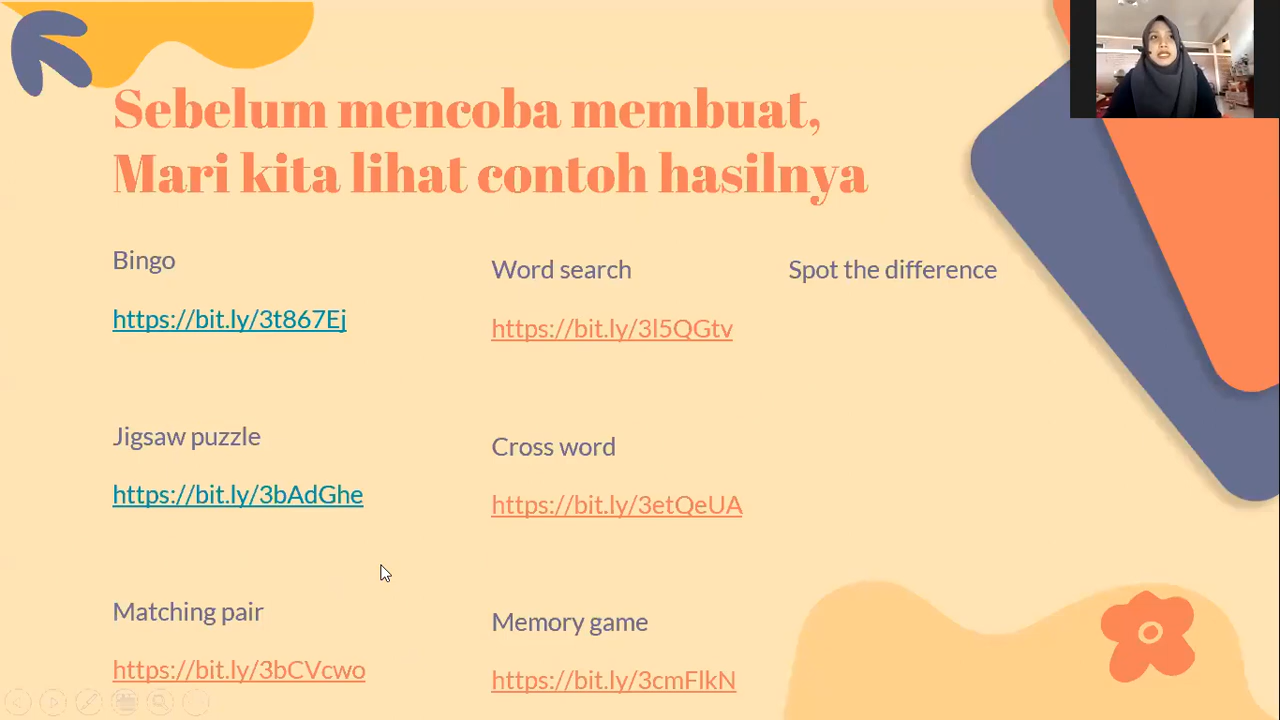 Sebelum mencoba membuat,
Mari kita lihat contoh hasilnya
Bingo
https://bit.ly/3t867Ej
Jigsaw puzzle
https://bit.ly/3bAdGhe
Matching pair
https://bit.ly/3bCVcwo
Word search
https://bit.ly/3l5QGtv
Cross word
https://bit.ly/3etQeUA
Memory game
https://bit.ly/3cmFlkN
Spot the difference